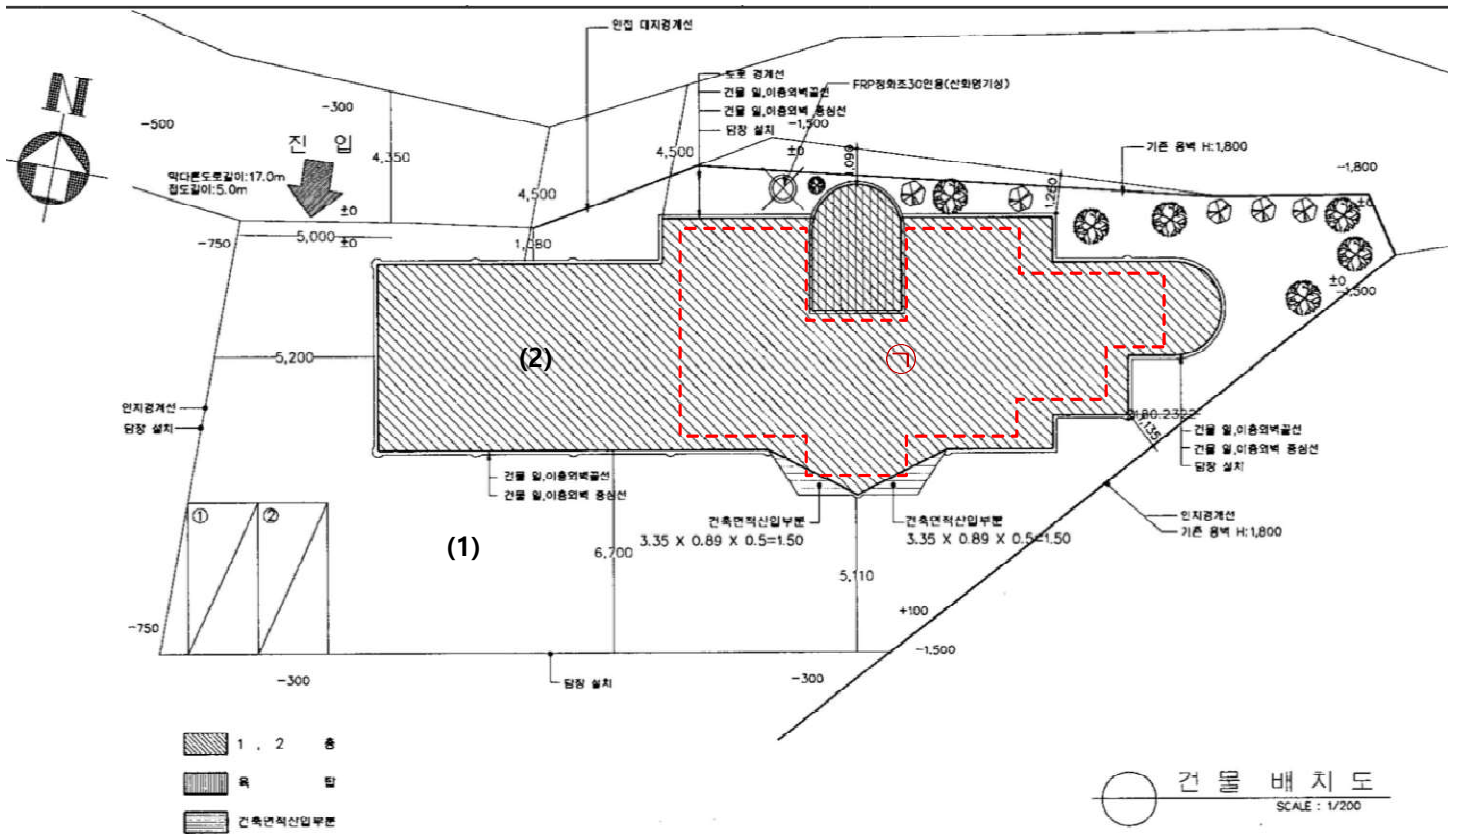 인접 대지경계선
N
도로 경계선
건물 일,이층외벽끝선
건물 일,이층외벽 중심선
담장 설치
FRP정화조30인용(산화명기성)
-1,500
-300
-500
진 입
4,350
4,500
±0
1,090
기존 옹벽 H:1,800
-1,800
막다른도로길이:17.0m
접도길이:5.0m
4,500
1,260
±0
±0
5,000
±0
-750
1,080
±0
-1,500
(2)
㉠
5,200
인지경계선
담장 설치
1,135
건물 일,이층외벽끝선
건물 일,이층외벽 중심선
담장 설치
건물 일,이층외벽끝선
건물 일,이층외벽 중심선
① ②
건축면적산입부분
3.35 X 0.89 X 0.5=1.50
건축면적산입부분
3.35 X 0.89 X 0.5=1.50
인지경계선
기존 옹벽 H:1,800
(1)
6,700
5,110
+100
-750
-1,500
-300
담장 설치
-300
1 , 2 층
옥 탑
건축면적산입부분
건 물 배 치 도
SCALE : 1/200